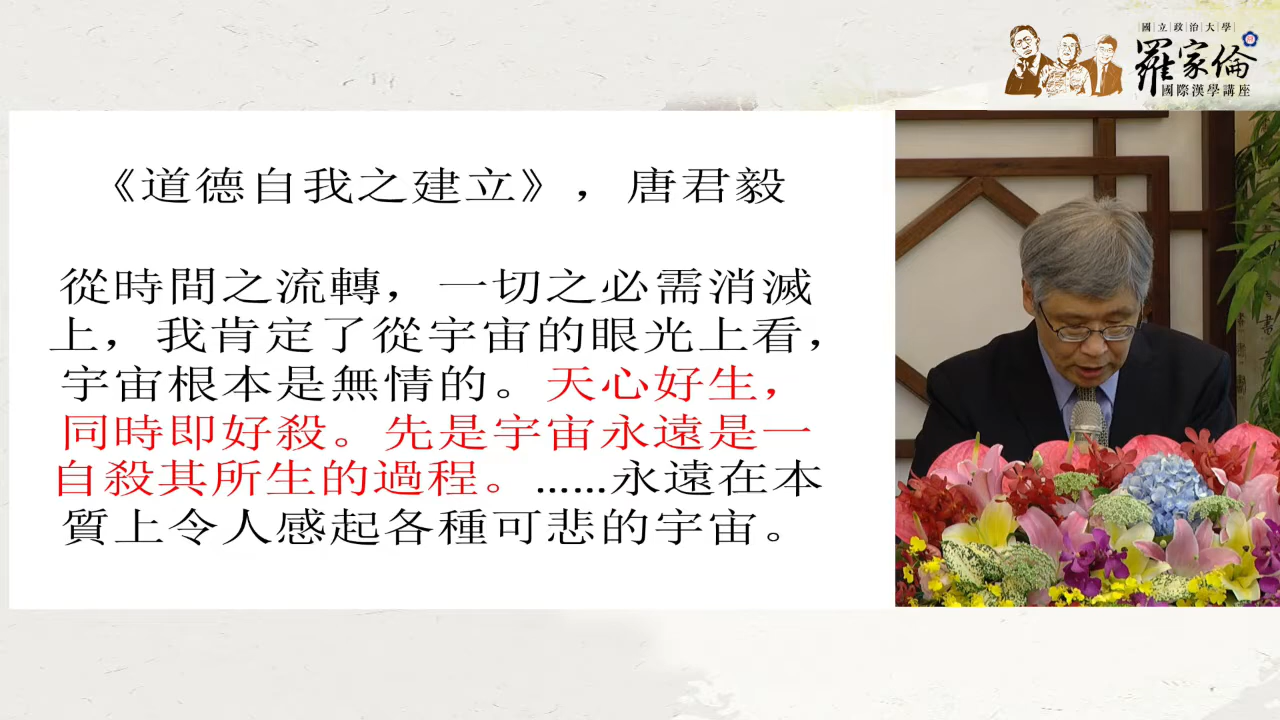 國立政治大學
羅家倫
國際漢學講座
《道德自我之建立》，唐君毅
從時間之流轉，一切之必需消滅
上，我肯定了從宇宙的眼光上看，
宇宙根本是無情的。天心好生，
同時即好殺。先是宇宙永遠是一
自殺其所生的過程。……永遠在本
質上令人感起各種可悲的宇宙。